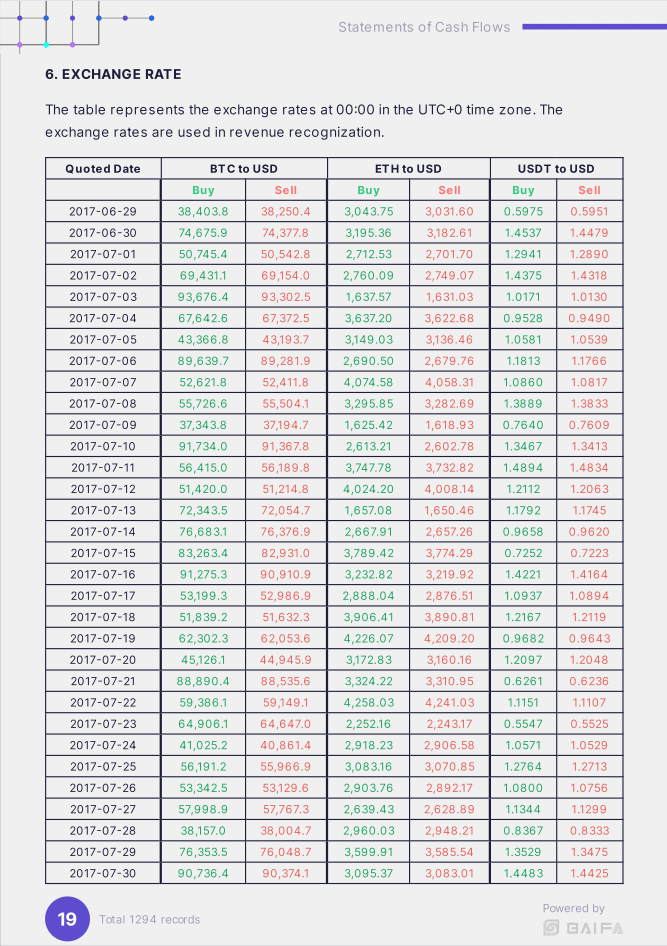 Statements of Cash Flows
6. EXCHANGE RATE
The table represents the exchange rates at 00:00 in the UTC+0 time zone. The
exchange rates are used in revenue recognization.
Quoted Date BTC to USD ETH to USD USDT to USD
Buy Sell Buy Sell Buy Sell
2017-06-29 38,403.8 38,250.4 3,043.75 3,031.60 0.5975 0.5951
2017-06-30 74,675.9 74,377.8 3,195.36 3,182.61 1.4537 1.4479
2017-07-01 50,745.4 50,542.8 2,712.53 2,701.70 1.2941 1.2890
2017-07-02 69,431.1 69,154.0 2,760.09 2,749.07 1.4375 1.4318
2017-07-03 93,676.4 93,302.5 1,637.57 1,631.03 1.0171 1.0130
2017-07-04 67,642.6 67,372.5 3,637.20 3,622.68 0.9528 0.9490
2017-07-05 43,366.8 43,193.7 3,149.03 3,136.46 1.0581 1.0539
2017-07-06 89,639.7 89,281.9 2,690.50 2,679.76 1.1813 1.1766
2017-07-07 52,621.8 52,411.8 4,074.58 4,058.31 1.0860 1.0817
2017-07-08 55,726.6 55,504.1 3,295.85 3,282.69 1.3889 1.3833
2017-07-09 37,343.8 37,194.7 1,625.42 1,618.93 0.7640 0.7609
2017-07-10 91,734.0 91,367.8 2,613.21 2,602.78 1.3467 1.3413
2017-07-11 56,415.0 56,189.8 3,747.78 3,732.82 1.4894 1.4834
2017-07-12 51,420.0 51,214.8 4,024.20 4,008.14 1.2112 1.2063
2017-07-13 72,343.5 72,054.7 1,657.08 1,650.46 1.1792 1.1745
2017-07-14 76,683.1 76,376.9 2,667.91 2,657.26 0.9658 0.9620
2017-07-15 83,263.4 82,931.0 3,789.42 3,774.29 0.7252 0.7223
2017-07-16 91,275.3 90,910.9 3,232.82 3,219.92 1.4221 1.4164
2017-07-17 53,199.3 52,986.9 2,888.04 2,876.51 1.0937 1.0894
2017-07-18 51,839.2 51,632.3 3,906.41 3,890.81 1.2167 1.2119
2017-07-19 62,302.3 62,053.6 4,226.07 4,209.20 0.9682 0.9643
2017-07-20 45,126.1 44,945.9 3,172.83 3,160.16 1.2097 1.2048
2017-07-21 88,890.4 88,535.6 3,324.22 3,310.95 0.6261 0.6236
2017-07-22 59,386.1 59,149.1 4,258.03 4,241.03 1.1151 1.1107
2017-07-23 64,906.1 64,647.0 2,252.16 2,243.17 0.5547 0.5525
2017-07-24 41,025.2 40,861.4 2,918.23 2,906.58 1.0571 1.0529
2017-07-25 56,191.2 55,966.9 3,083.16 3,070.85 1.2764 1.2713
2017-07-26 53,342.5 53,129.6 2,903.76 2,892.17 1.0800 1.0756
2017-07-27 57,998.9 57,767.3 2,639.43 2,628.89 1.1344 1.1299
2017-07-28 38,157.0 38,004.7 2,960.03 2,948.21 0.8367 0.8333
2017-07-29 76,353.5 76,048.7 3,599.91 3,585.54 1.3529 1.3475
2017-07-30 90,736.4 90,374.1 3,095.37 3,083.01 1.4483 1.4425
19 Total 1294 records
Powered by
BAIFA